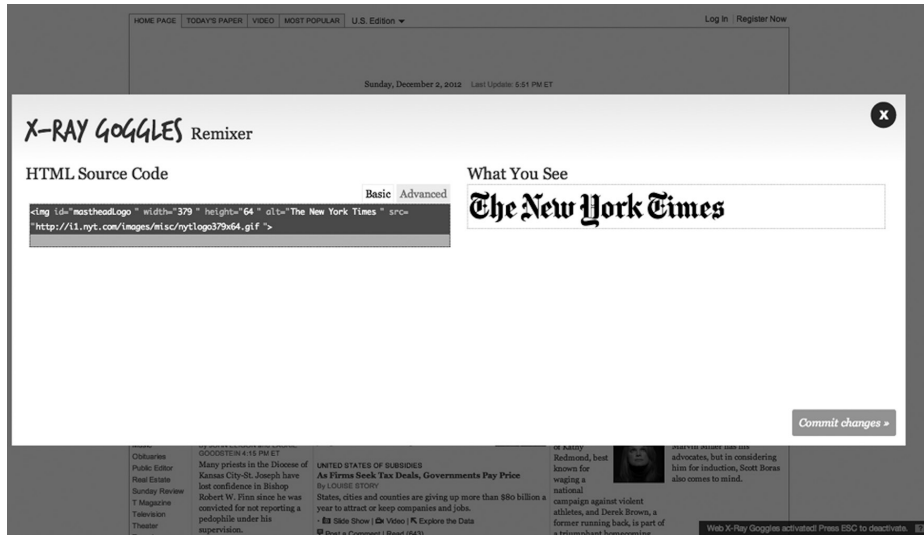 HOME PAGE TODAY'S PAPER VIDEO MOST POPULAR U.S. Edition
Log In Register Now
Sunday, December 2, 2012 Last Update: 5:51 PM ET
X
X-RAY GOGGLES Remixer
HTML Source Code
Basic Advanced
<img id="mastheadLogo " width="379 " height="64 " alt="The New York Times " src=
"http://i1.nyt.com/images/misc/nytlogo379x64.gif ">
What You See
The New York Times
Commit changes »
Obituaries
Public Editor
Real Estate
Sunday Review
T Magazine
Television
Theater
GOODSTEIN 4:15 PM ET
Many priests in the Diocese of
Kansas City-St. Joseph have
lost confidence in Bishop
Robert W. Finn since he was
convicted for not reporting a
pedophile under his
supervision.
UNITED STATES OF SUBSIDIES
As Firms Seek Tax Deals, Governments Pay Price
By LOUISE STORY
States, cities and counties are giving up more than $80 billion a
year to attract or keep companies and jobs.
Slide Show | Video | Explore the Data
Post a Comment | Read (643)
of Kathy
Redmond, best
known for
waging a
national
campaign against violent
athletes, and Derek Brown, a
former running back, is part of
a triumphant homecoming
Marvin Miller has his
advocates, but in considering
him for induction, Scott Boras
also comes to mind.
Web X-Ray Goggles activated! Press ESC to deactivate. ?